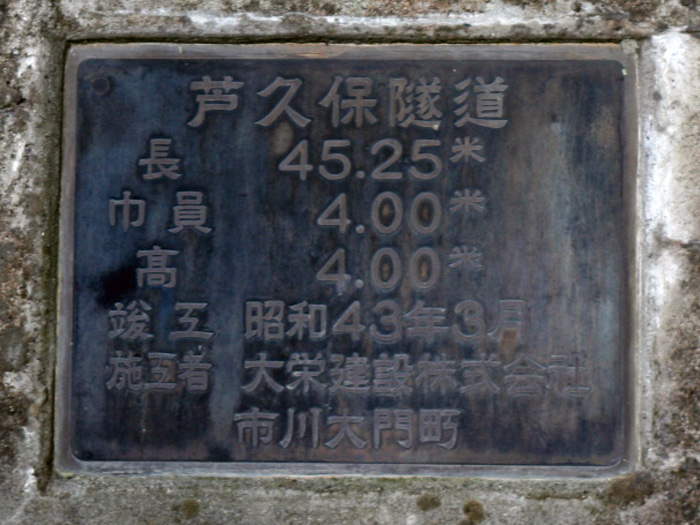 芦久保隧道
長 45.25米
巾員 4.00米
高 4.00米
竣工 昭和43年3月
施工者 大栄建設株式会社
市川大門町